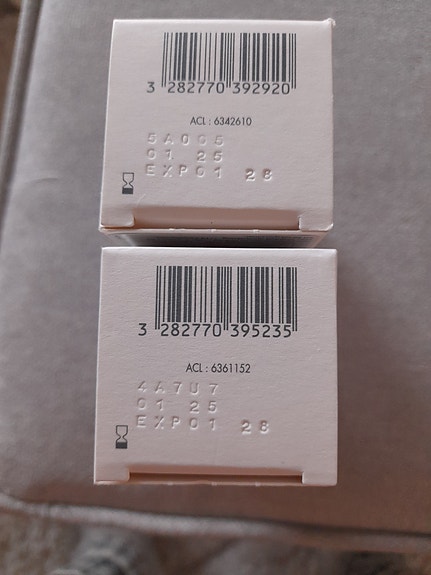 3 282770 392920
ACL : 6342610
5A005
01 25
EXP01 28
3 282770 395235
ACL : 6361152
4A7U7
01 25
EXP01 28